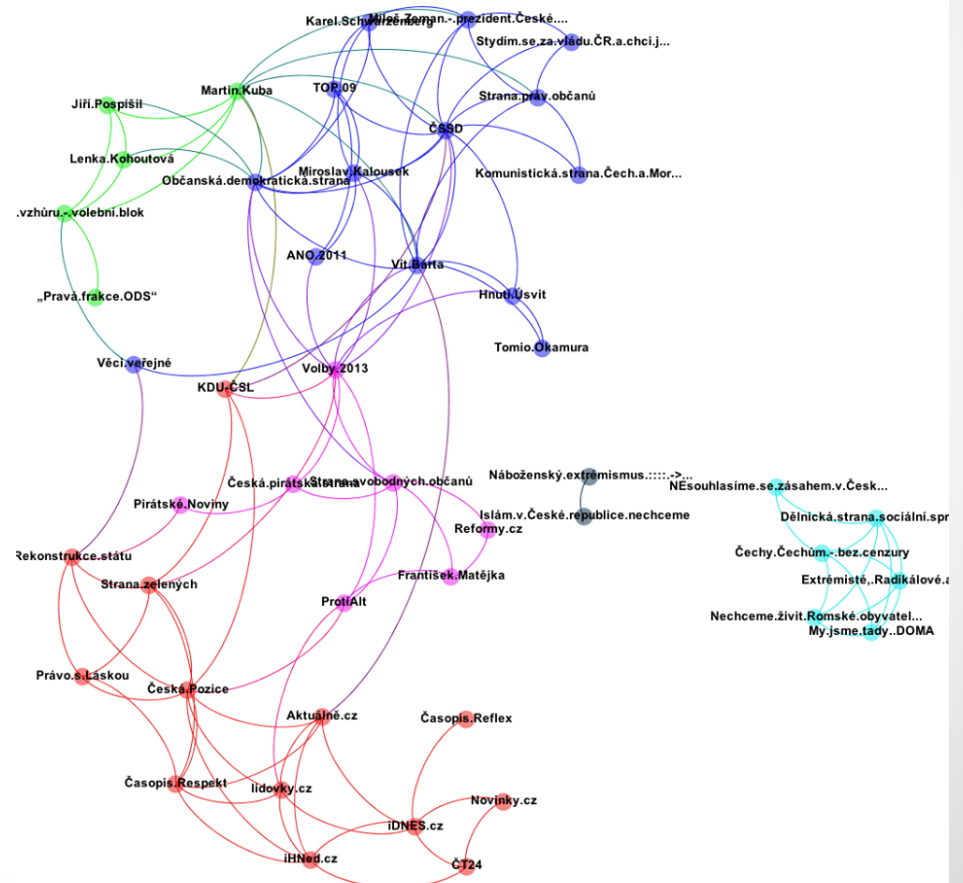 Karel.Schwarzenberg
Miloš.Zeman.-.prezident.České....
Stydím.se.za.vládu.ČR.a.chci.j...
Martin.Kuba
TOP.09
Strana.práv.občanů
Jiří.Pospíšil
ČSSD
Lenka.Kohoutová
Občanská.demokratická.strana
Miroslav.Kalousek
Komunistická.strana.Čech.a.Mor...
.vzhůru.-.volební.blok
ANO.2011
Vít.Bárta
„Pravá.frakce.ODS“
Hnutí.Úsvit
Tomio.Okamura
Věci.veřejné
Volby.2013
KDU-ČSL
Náboženský.extrémismus.::::.->...
Česká.pirátská.strana
Strana.svobodných.občanů
NEsouhlasíme.se.zásahem.v.Česk...
Pirátské.Noviny
Islám.v.České.republice.nechceme
Dělnická.strana.sociální.spr
Reformy.cz
Rekonstrukce.státu
Čechy.Čechům.-.bez.cenzury
František.Matějka
Strana.zelených
Extrémisté,.Radikálové.a
ProtiAlt
Nechceme.živit.Romské.obyvatel...
My.jsme.tady..DOMA
Právo.s.Láskou
Česká.Pozice
Aktuálně.cz
Časopis.Reflex
Časopis.Respekt
lidovky.cz
Novinky.cz
iDNES.cz
iHNed.cz
ČT24